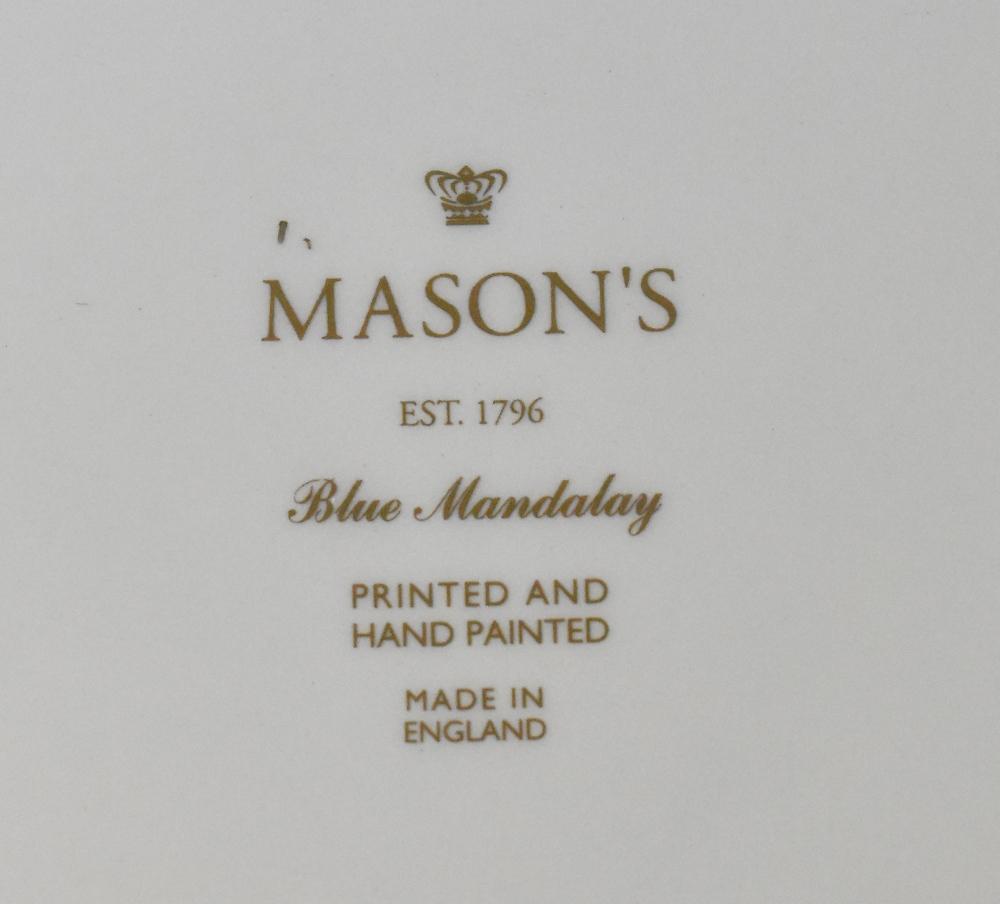 MASON'S
EST. 1796
Blue Mandalay
PRINTED AND
HAND PAINTED
MADE IN
ENGLAND